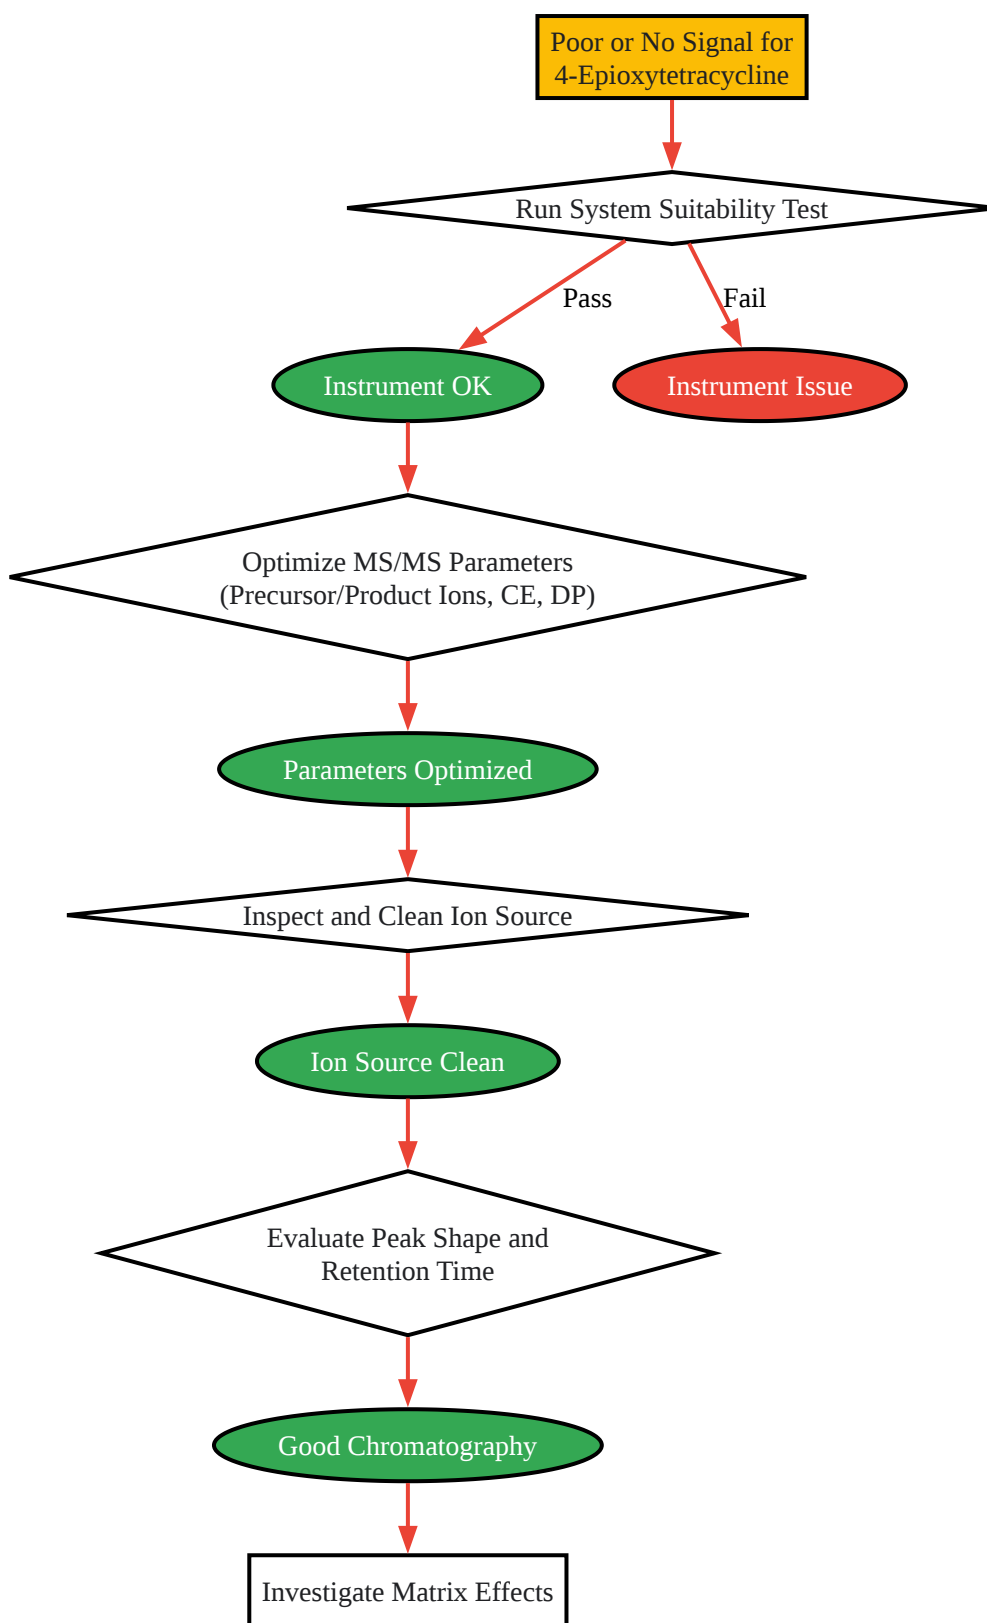 Poor or No Signal for
4-Epioxytetracycline
Run System Suitability Test
Pass
Fail
Instrument OK
Instrument Issue
Optimize MS/MS Parameters
(Precursor/Product Ions, CE, DP)
Parameters Optimized
Inspect and Clean Ion Source
Ion Source Clean
Evaluate Peak Shape and
Retention Time
Good Chromatography
Investigate Matrix Effects